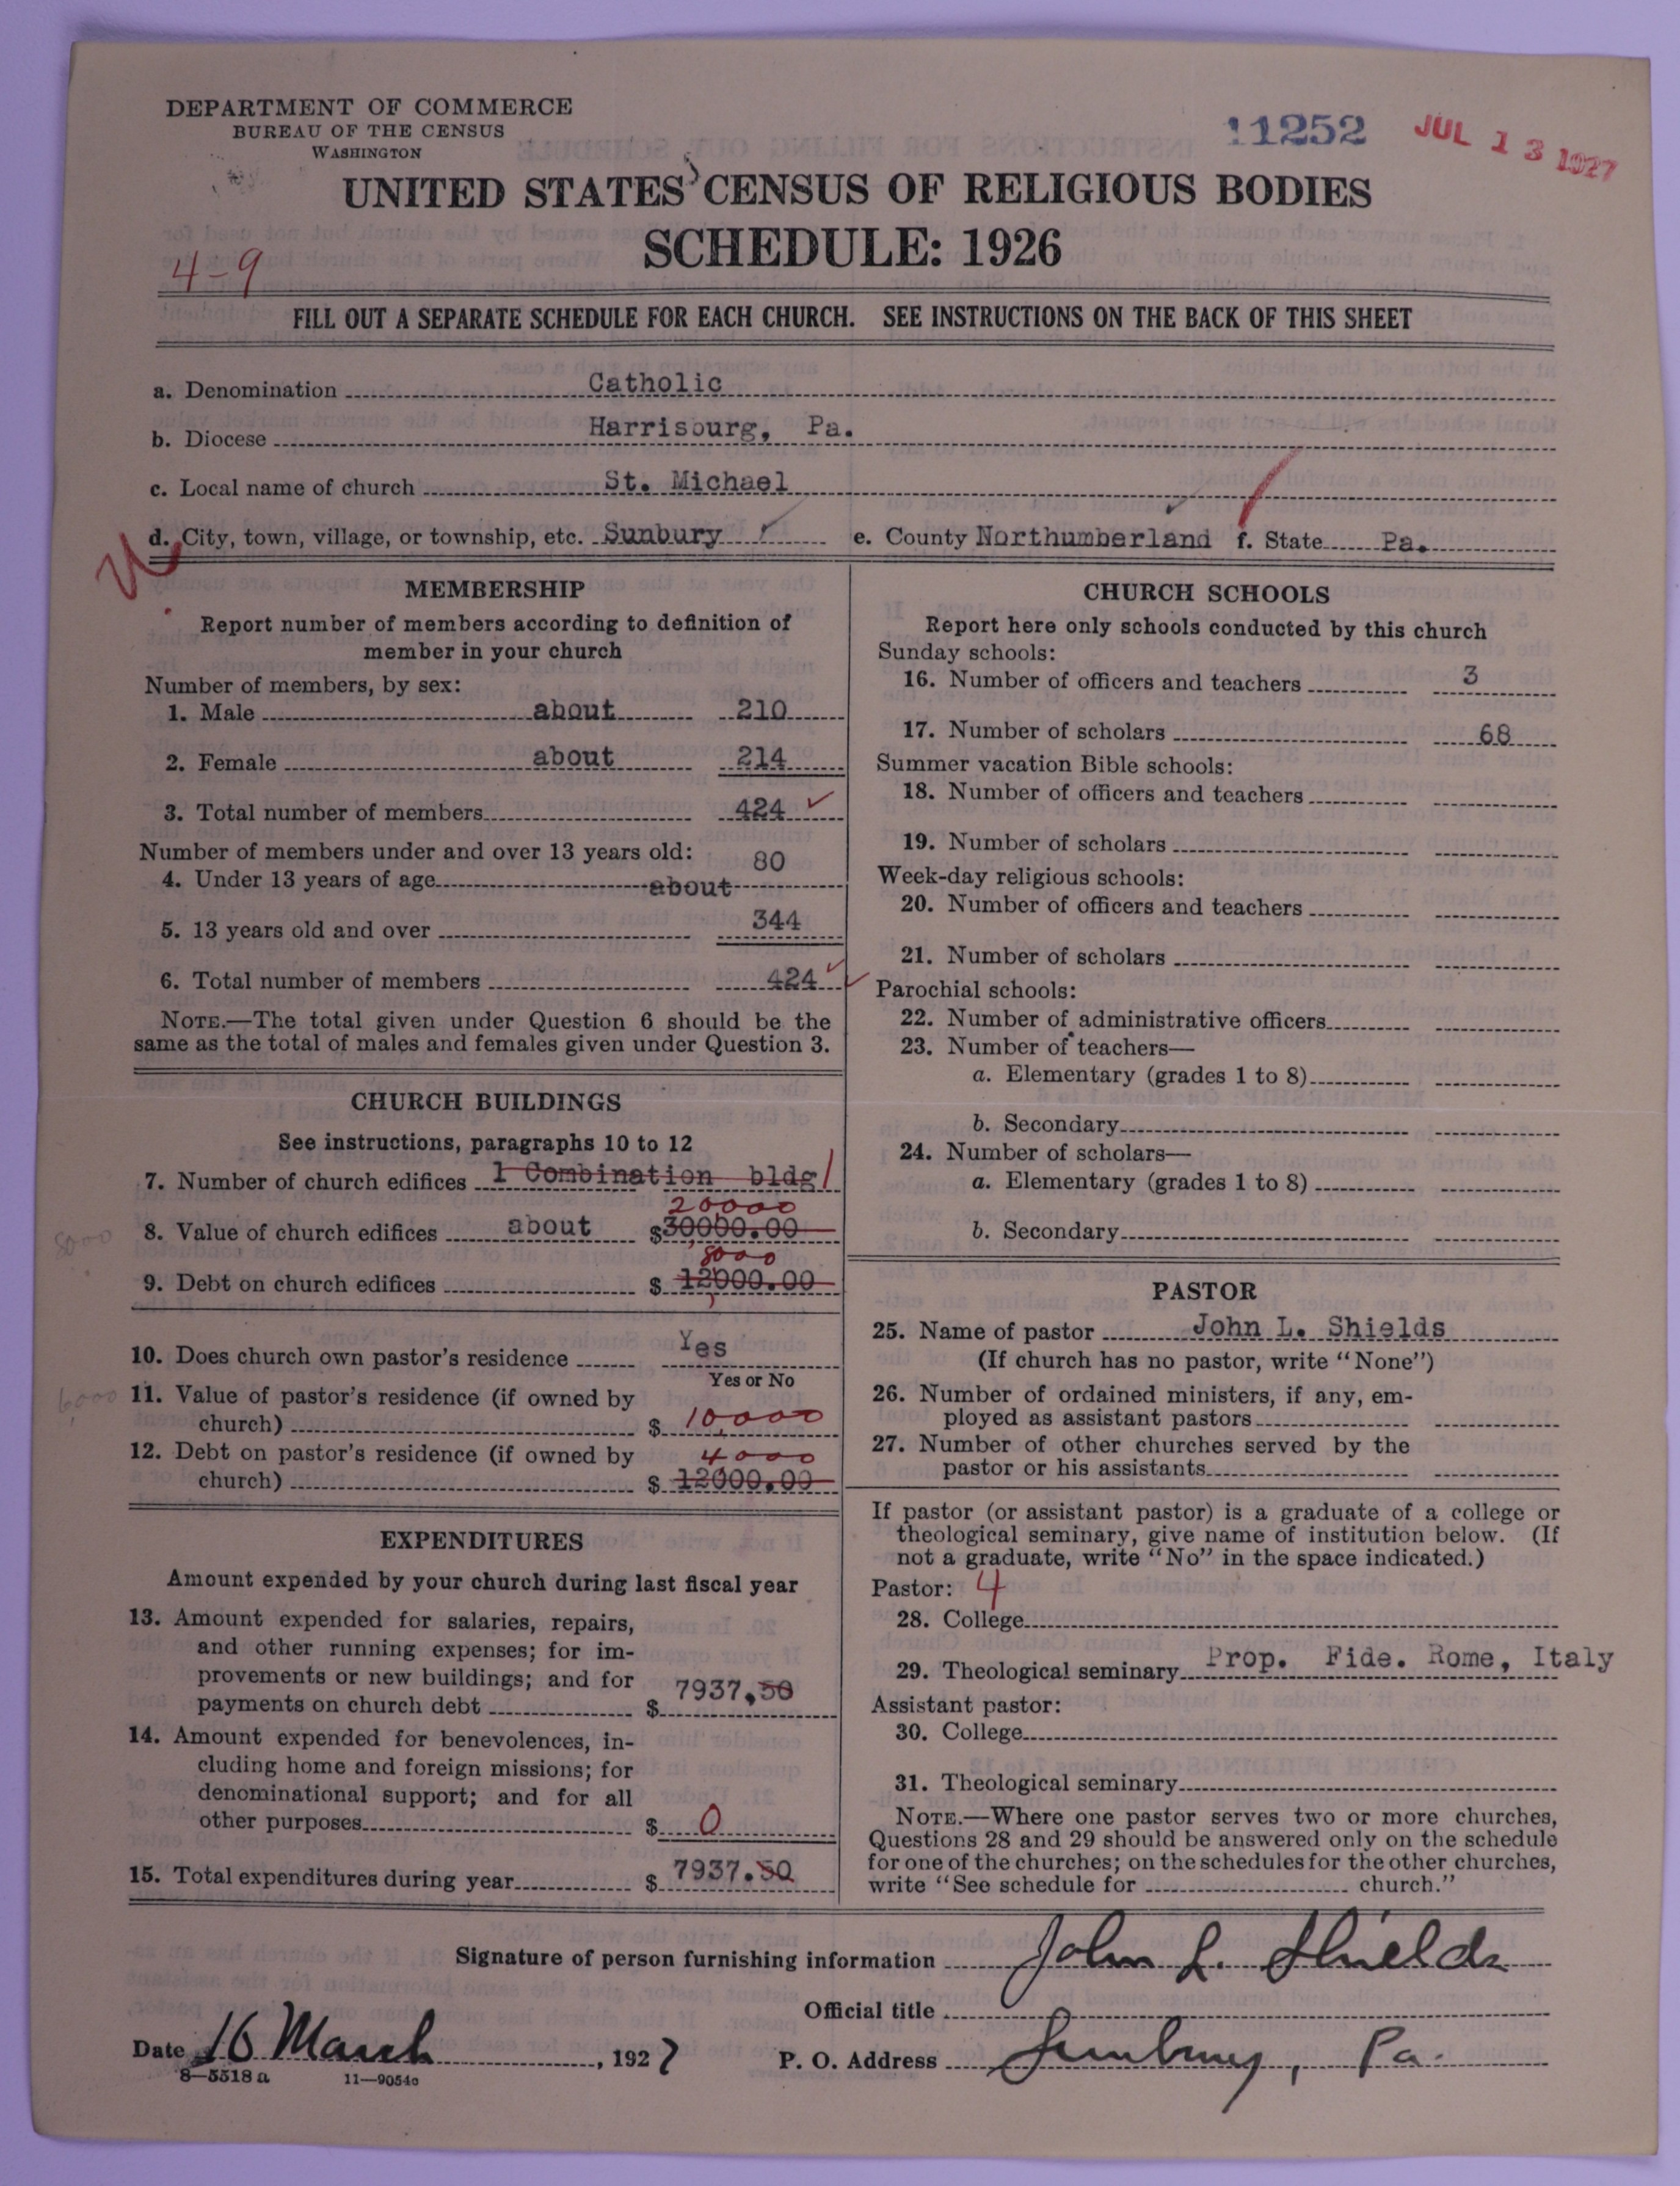 DEPARTMENT OF COMMERCE
BUREAU OF THE CENSUS
WASHINGTON
11252 JUL 13 1927
UNITED STATES CENSUS OF RELIGIOUS BODIES
SCHEDULE: 1926
4-9
FILL OUT A SEPARATE SCHEDULE FOR EACH CHURCH. SEE INSTRUCTIONS ON THE BACK OF THIS SHEET
a. Denomination Catholic
b. Diocese Harrisburg, Pa.
c. Local name of church St. Michael
d. City, town, village, or township, etc. Sunbury e. County Northumberland f. State Pa.
MEMBERSHIP
Report number of members according to definition of
member in your church
Number of members, by sex:
1. Male about 210
2. Female about 214
3. Total number of members 424
Number of members under and over 13 years old:
4. Under 13 years of age about 80
5. 13 years old and over 344
6. Total number of members 424
NOTE.—The total given under Question 6 should be the
same as the total of males and females given under Question 3.
CHURCH BUILDINGS
See instructions, paragraphs 10 to 12
7. Number of church edifices 1 Combination bldg 1
20000
8. Value of church edifices about $30000.00
8000
8000
9. Debt on church edifices $ 12000.00
10. Does church own pastor's residence Yes
Yes or No
6000
11. Value of pastor's residence (if owned by
church) $ 10,000
12. Debt on pastor's residence (if owned by
4000
church) $ 12000.00
EXPENDITURES
Amount expended by your church during last fiscal year
13. Amount expended for salaries, repairs,
and other running expenses; for im-
provements or new buildings; and for
payments on church debt $ 7937.50
14. Amount expended for benevolences, in-
cluding home and foreign missions; for
denominational support; and for all
other purposes $ 0
15. Total expenditures during year $ 7937.50
CHURCH SCHOOLS
Report here only schools conducted by this church
Sunday schools:
16. Number of officers and teachers 3
17. Number of scholars 68
Summer vacation Bible schools:
18. Number of officers and teachers
19. Number of scholars
Week-day religious schools:
20. Number of officers and teachers
21. Number of scholars
Parochial schools:
22. Number of administrative officers
23. Number of teachers—
a. Elementary (grades 1 to 8)
b. Secondary
24. Number of scholars—
a. Elementary (grades 1 to 8)
b. Secondary
PASTOR
25. Name of pastor John L. Shields
(If church has no pastor, write "None")
26. Number of ordained ministers, if any, em-
ployed as assistant pastors
27. Number of other churches served by the
pastor or his assistants
If pastor (or assistant pastor) is a graduate of a college or
theological seminary, give name of institution below. (If
not a graduate, write "No" in the space indicated.)
Pastor: 4
28. College
29. Theological seminary Prop. Fide. Rome, Italy
Assistant pastor:
30. College
31. Theological seminary
NOTE.—Where one pastor serves two or more churches,
Questions 28 and 29 should be answered only on the schedule
for one of the churches; on the schedules for the other churches,
write "See schedule for church."
Signature of person furnishing information John L. Shields
Official title
Date 16 March, 1927
P. O. Address Sunbury, Pa.
8—5518 a 11—9054c